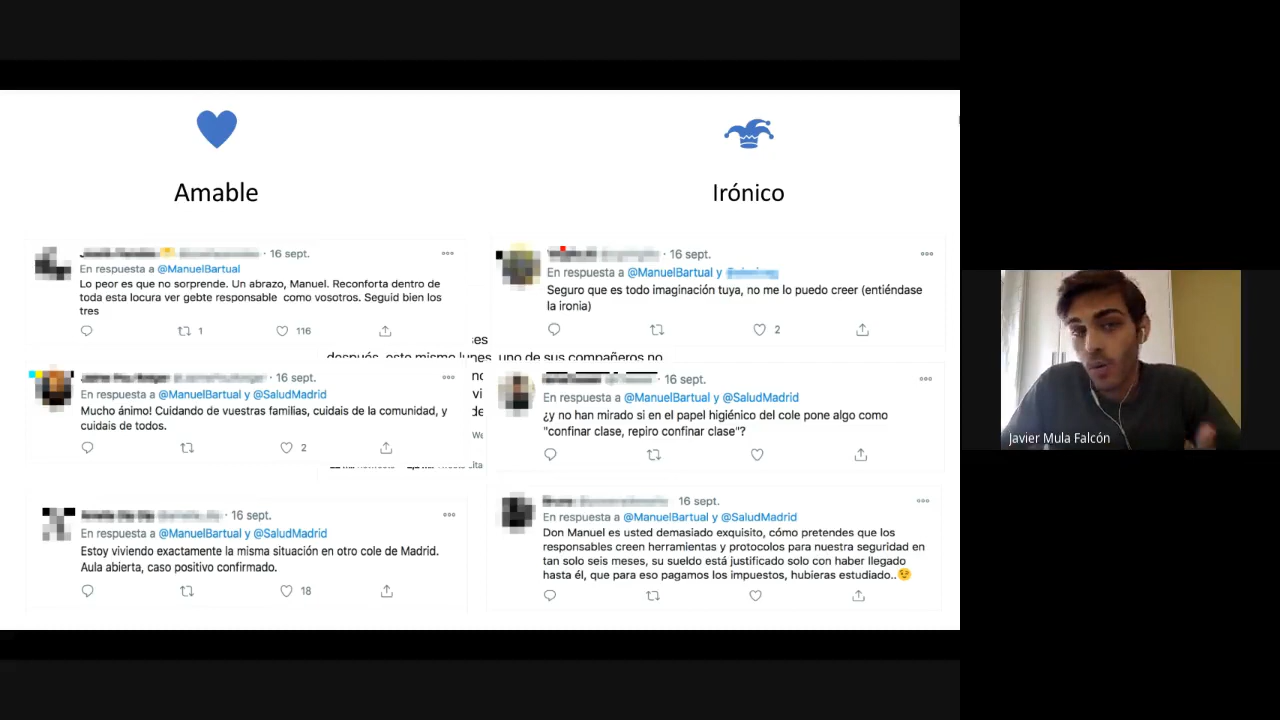 Amable
Irónico
· 16 sept.
En respuesta a @ManuelBartual
Lo peor es que no sorprende. Un abrazo, Manuel. Reconforta dentro de
toda esta locura ver gebte responsable como vosotros. Seguid bien los
tres
1
116
· 16 sept.
En respuesta a @ManuelBartual y @SaludMadrid
Mucho ánimo! Cuidando de vuestras familias, cuidais de la comunidad, y
cuidais de todos.
2
· 16 sept.
En respuesta a @ManuelBartual y @SaludMadrid
Estoy viviendo exactamente la misma situación en otro cole de Madrid.
Aula abierta, caso positivo confirmado.
18
ses
después, este mismo lunes, uno de sus compañeros no
· 16 sept.
En respuesta a @ManuelBartual y
Seguro que es todo imaginación tuya, no me lo puedo creer (entiéndase
la ironia)
2
· 16 sept.
En respuesta a @ManuelBartual y @SaludMadrid
¿y no han mirado si en el papel higiénico del cole pone algo como
"confinar clase, repiro confinar clase"?
16 sept.
En respuesta a @ManuelBartual y @SaludMadrid
Don Manuel es usted demasiado exquisito, cómo pretendes que los
responsables creen herramientas y protocolos para nuestra seguridad en
tan solo seis meses, su sueldo está justificado solo con haber llegado
hasta él, que para eso pagamos los impuestos, hubieras estudiado..😉
Javier Mula Falcón